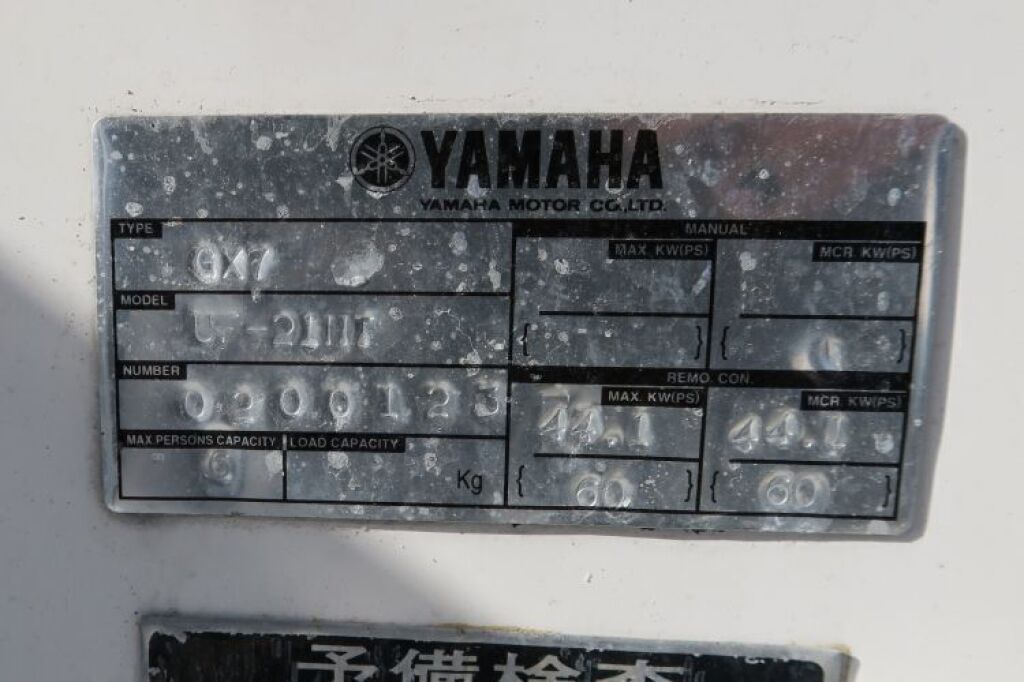 YAMAHA
YAMAHA MOTOR CO.,LTD.
TYPE
MANUAL
MAX. KW(PS)
MCR. KW(PS)
MODEL
NUMBER
REMO. CON.
MAX. KW(PS)
MCR. KW(PS)
44.1
44.1
MAX.PERSONS CAPACITY
LOAD CAPACITY
6
Kg
60
60
予備検査